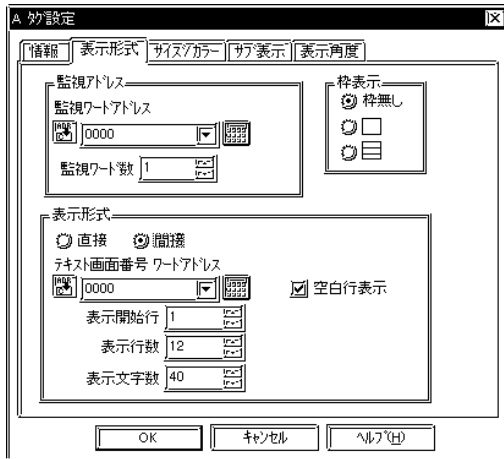 A タグ設定
情報 表示形式 サイズ/カラー サブ表示 表示角度
監視アドレス
監視ワードアドレス
0000
監視ワード数 1
枠表示
枠無し
表示形式
直接 間接
テキスト画面番号 ワードアドレス
0000
空白行表示
表示開始行 1
表示行数 12
表示文字数 40
OK キャンセル ヘルプ(H)